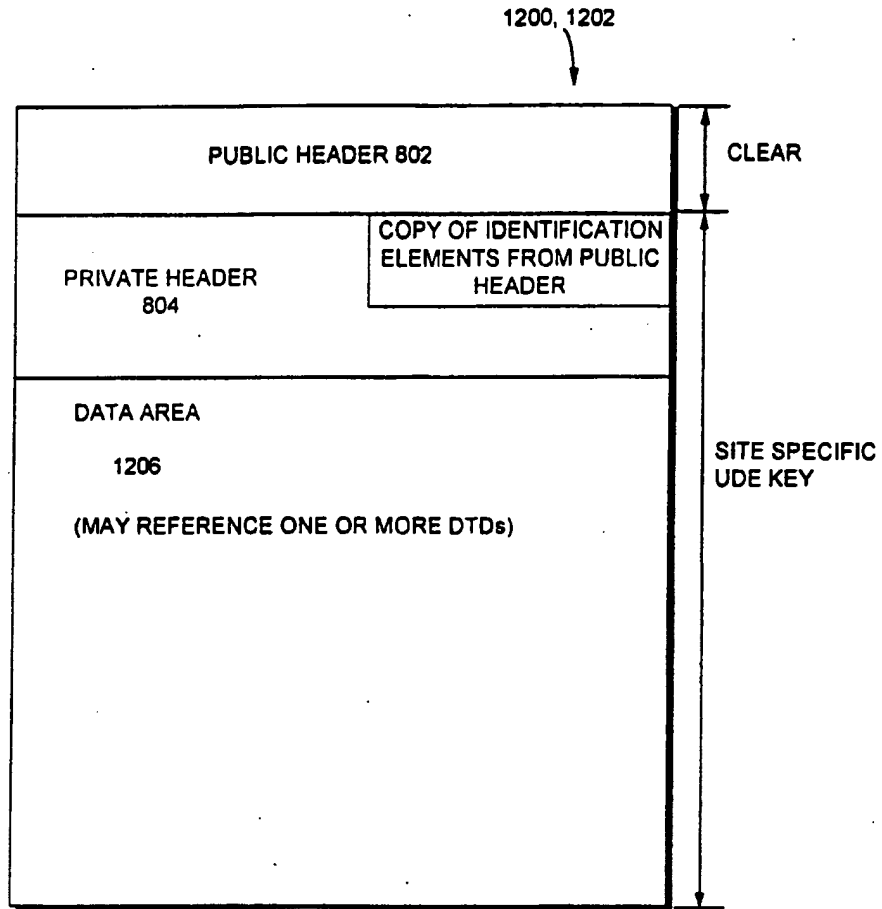 1200, 1202
PUBLIC HEADER 802
CLEAR
COPY OF IDENTIFICATION
ELEMENTS FROM PUBLIC
HEADER
PRIVATE HEADER
804
DATA AREA
1206
(MAY REFERENCE ONE OR MORE DTDs)
SITE SPECIFIC
UDE KEY